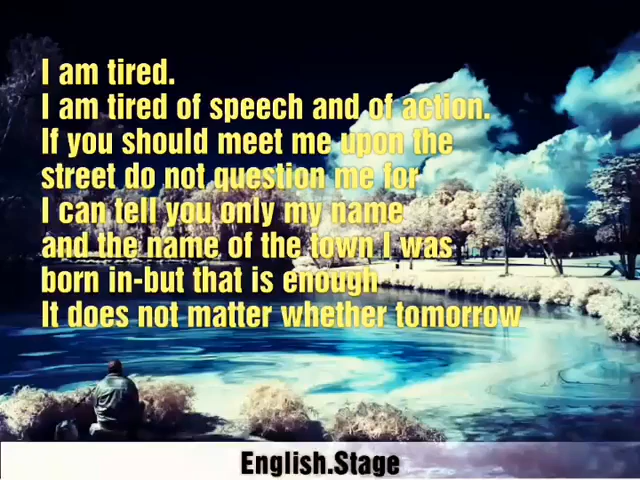 I am tired.
I am tired of speech and of action.
If you should meet me upon the
street do not question me for
I can tell you only my name
and the name of the town I was
born in-but that is enough
It does not matter whether tomorrow
English.Stage